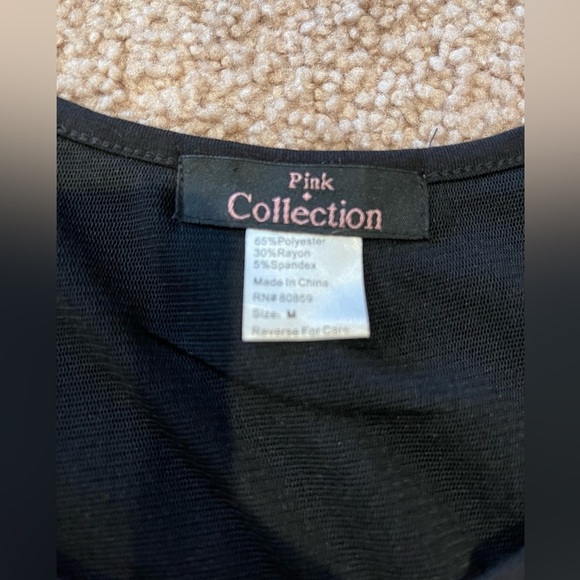 Pink
Collection
65%Polyester
30%Rayon
5%Spandex
Made In China
RN# 80859
Size: M
Reverse For Care